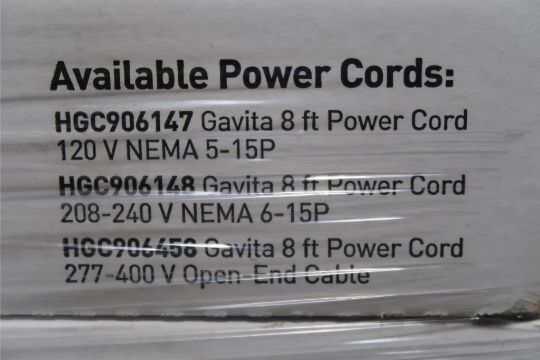 Available Power Cords:
HGC906147 Gavita 8 ft Power Cord
120 V NEMA 5-15P
HGC906148 Gavita 8 ft Power Cord
208-240 V NEMA 6-15P
HGC906458 Gavita 8 ft Power Cord
277-400 V Open-End Cable